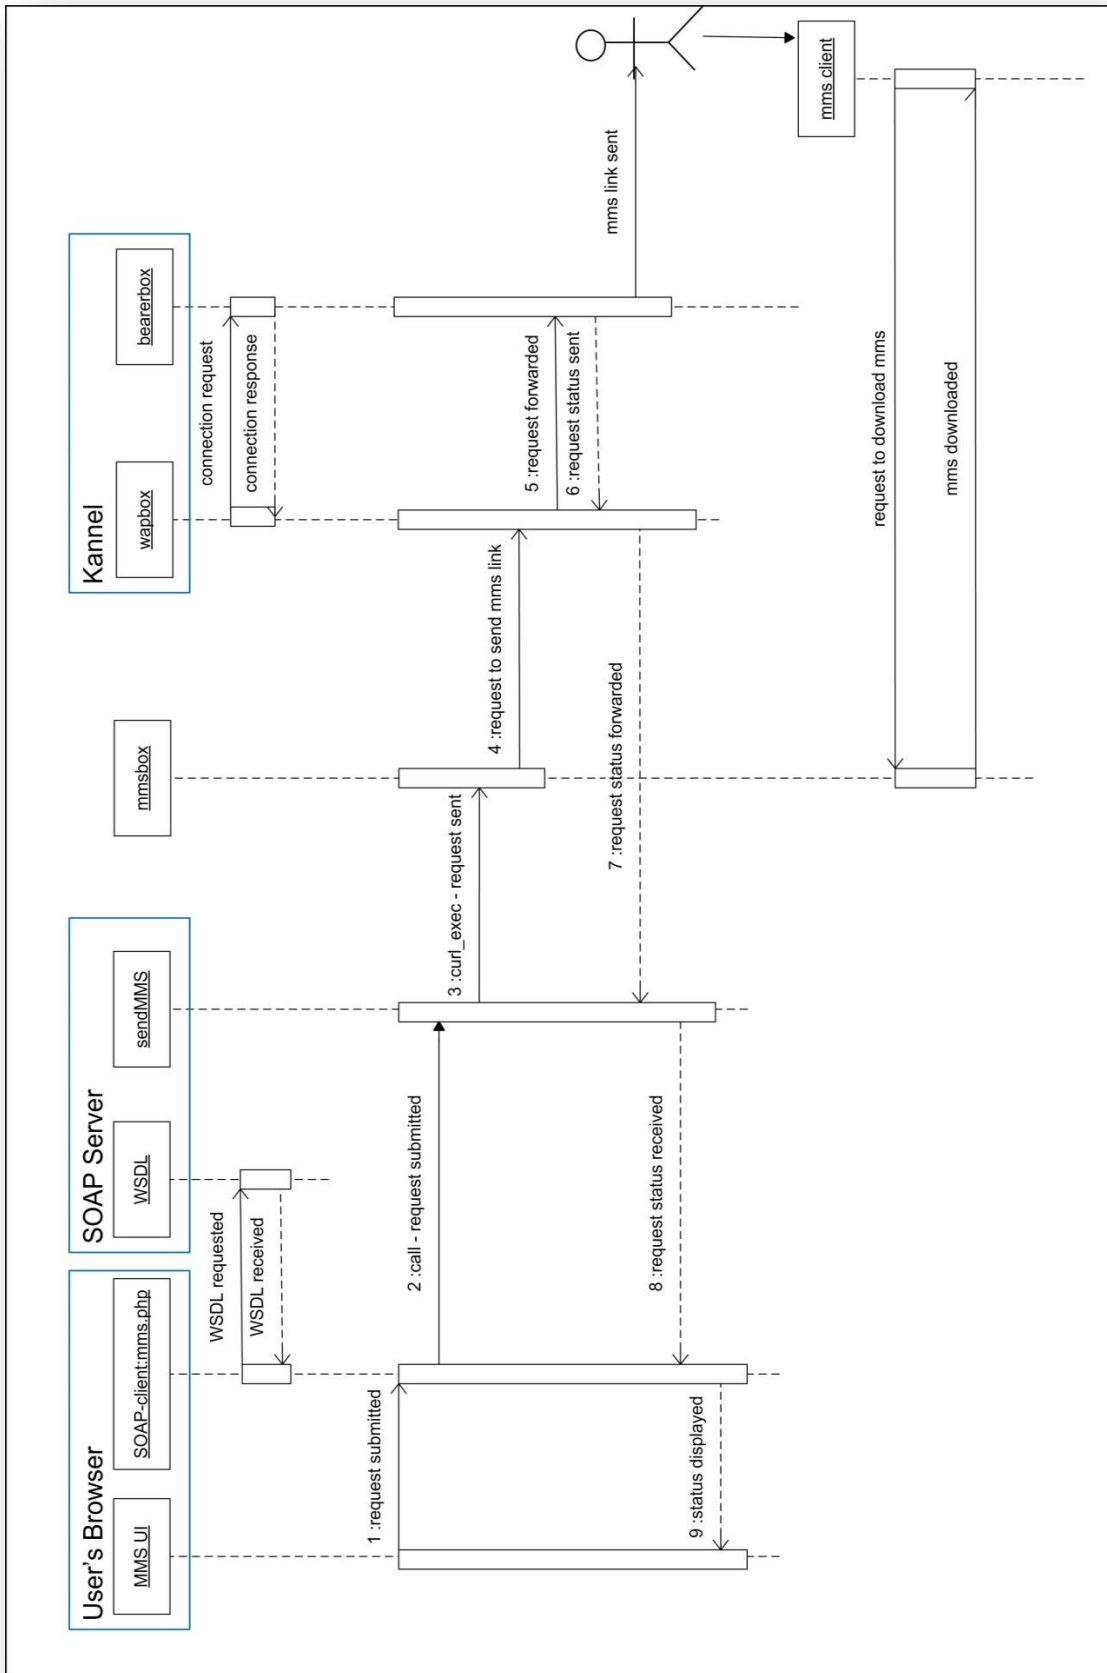 User's Browser
MMS UI
SOAP-client:mms.php
SOAP Server
WSDL
sendMMS
mmsbox
Kannel
wapbox
bearerbox
mms client
WSDL requested
WSDL received
connection request
connection response
1 :request submitted
2 :call - request submitted
3 :curl_exec - request sent
4 :request to send mms link
5 :request forwarded
6 :request status sent
mms link sent
7 :request status forwarded
8 :request status received
9 :status displayed
request to download mms
mms downloaded